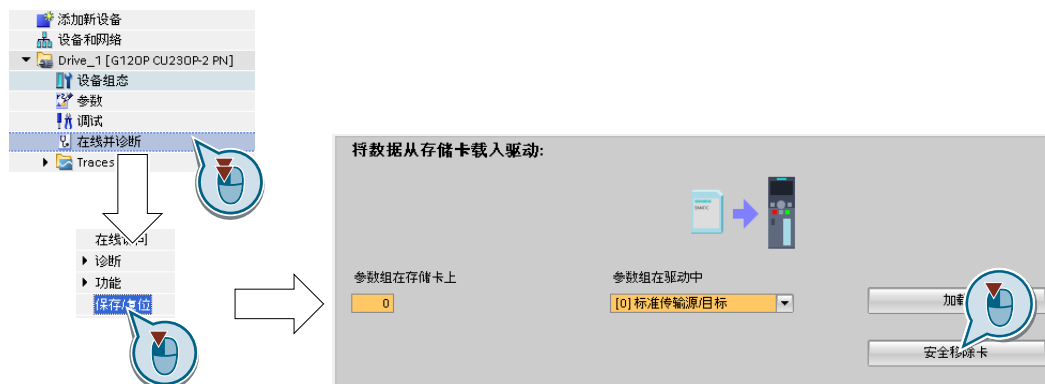 添加新设备
设备和网络
Drive_1 [G120P CU230P-2 PN]
设备组态
参数
调试
在线并诊断
Traces
在线
诊断
功能
保存/复位
将数据从存储卡载入驱动:
参数组在存储卡上
0
参数组在驱动中
[0] 标准传输源/目标
加
安全移除卡